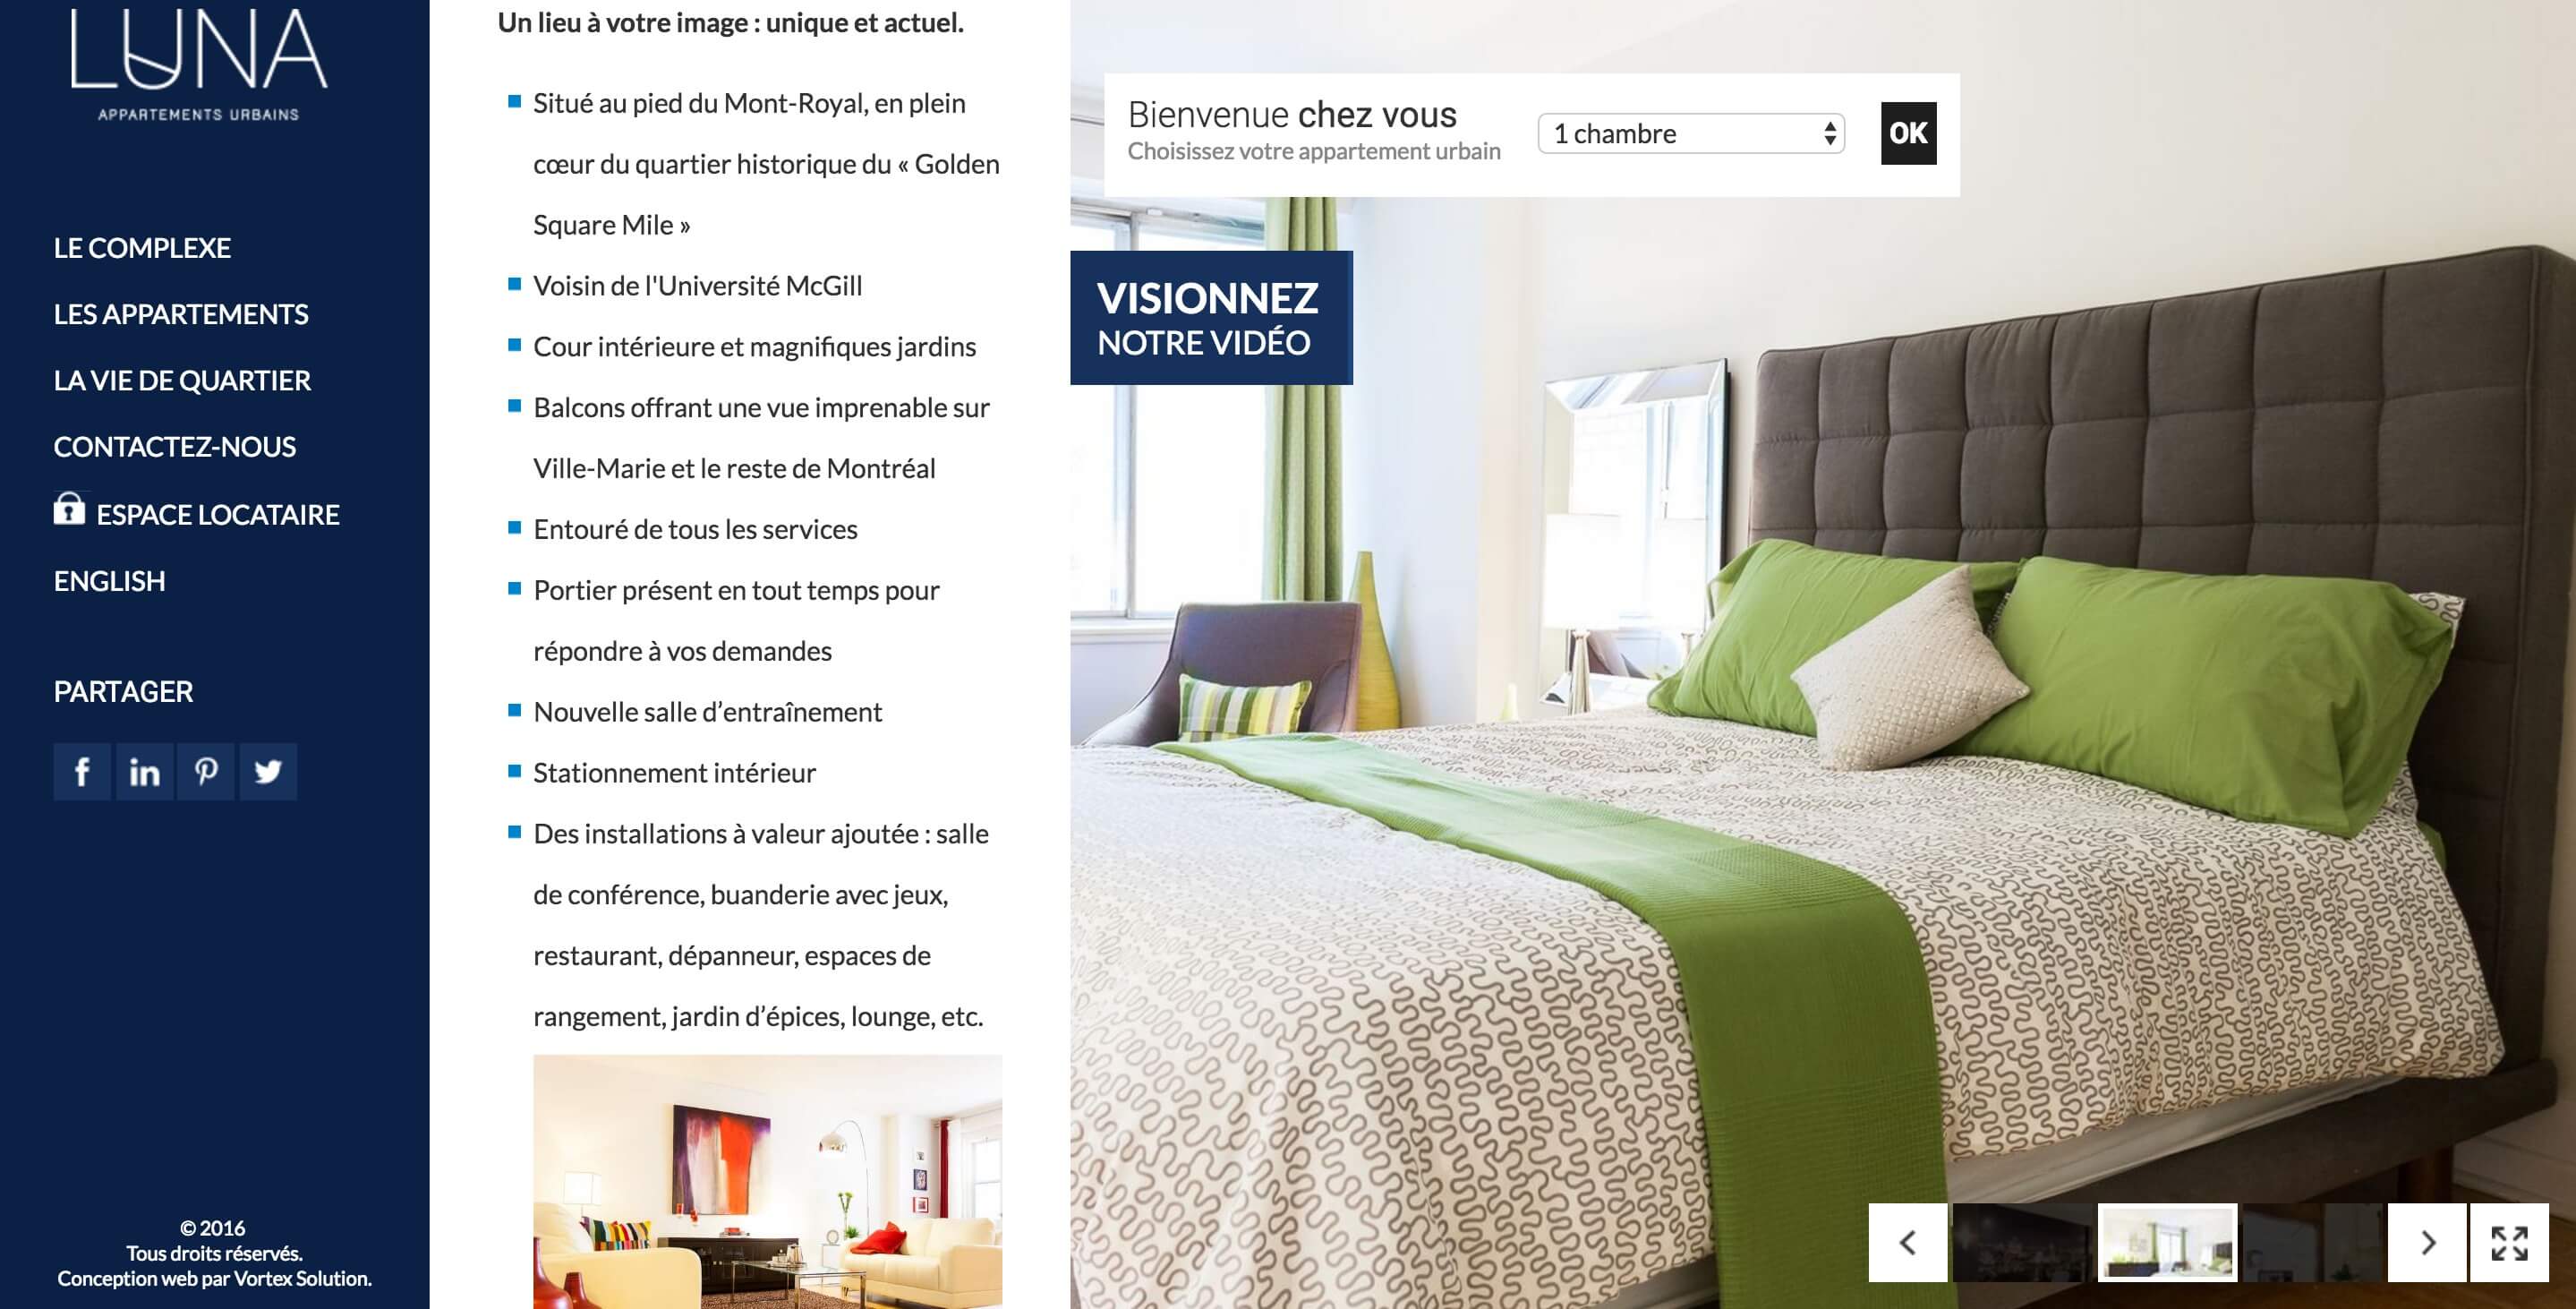 LUNA
APPARTEMENTS URBAINS
LE COMPLEXE
LES APPARTEMENTS
LA VIE DE QUARTIER
CONTACTEZ-NOUS
ESPACE LOCATAIRE
ENGLISH
PARTAGER
© 2016
Tous droits réservés.
Conception web par Vortex Solution.
Un lieu à votre image : unique et actuel.
Situé au pied du Mont-Royal, en plein
cœur du quartier historique du « Golden
Square Mile »
Voisin de l'Université McGill
Cour intérieure et magnifiques jardins
Balcons offrant une vue imprenable sur
Ville-Marie et le reste de Montréal
Entouré de tous les services
Portier présent en tout temps pour
répondre à vos demandes
Nouvelle salle d’entraînement
Stationnement intérieur
Des installations à valeur ajoutée : salle
de conférence, buanderie avec jeux,
restaurant, dépanneur, espaces de
rangement, jardin d’épices, lounge, etc.
Bienvenue chez vous
Choisissez votre appartement urbain
1 chambre
OK
VISIONNEZ
NOTRE VIDÉO